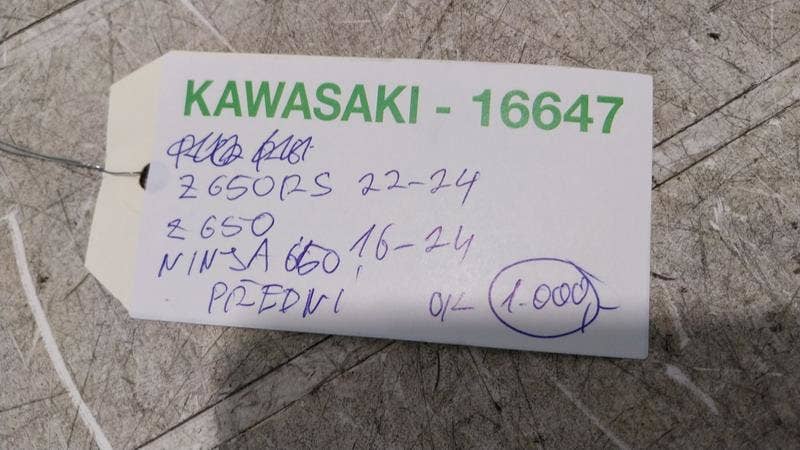 KAWASAKI - 16647
Z650RS 22-24
Z650
NINJA 650 16-24
PŘEDNÍ OK 1.000,-